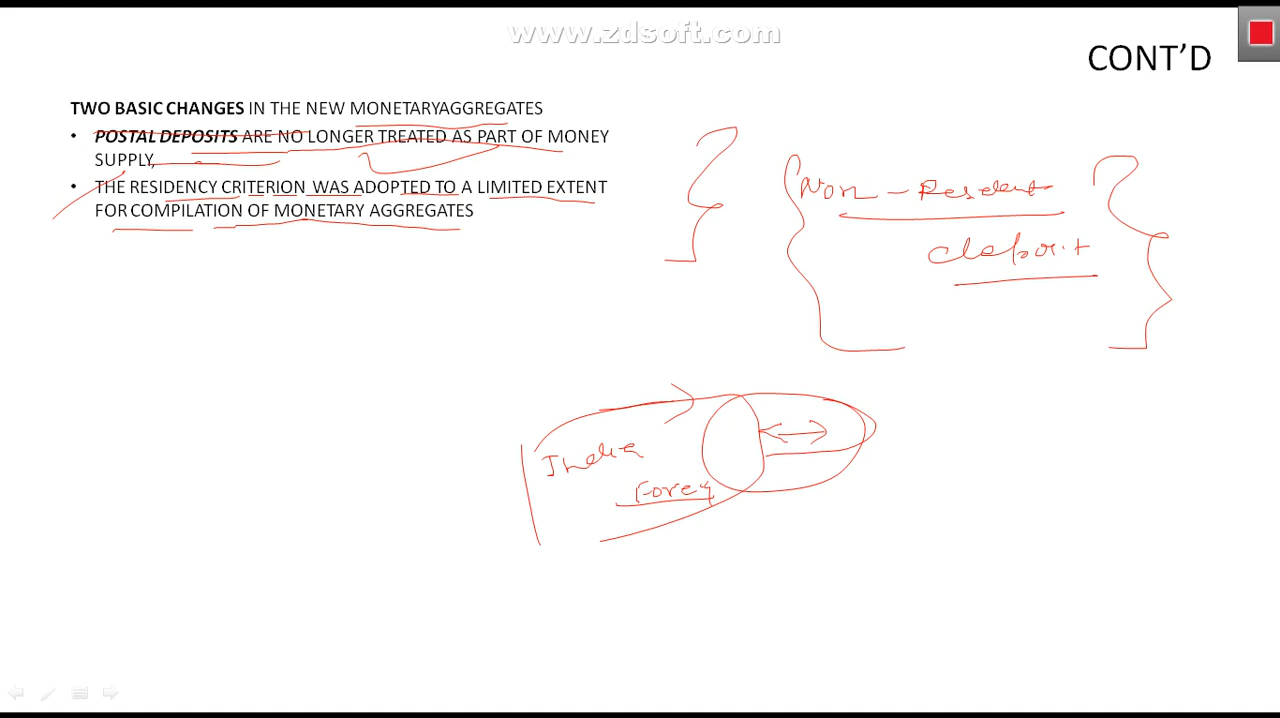 www.zdsoft.com
CONT'D
TWO BASIC CHANGES IN THE NEW MONETARYAGGREGATES
• POSTAL DEPOSITS ARE NO LONGER TREATED AS PART OF MONEY
SUPPLY,
• THE RESIDENCY CRITERION WAS ADOPTED TO A LIMITED EXTENT
FOR COMPILATION OF MONETARY AGGREGATES
Non-Resident
deposit
India